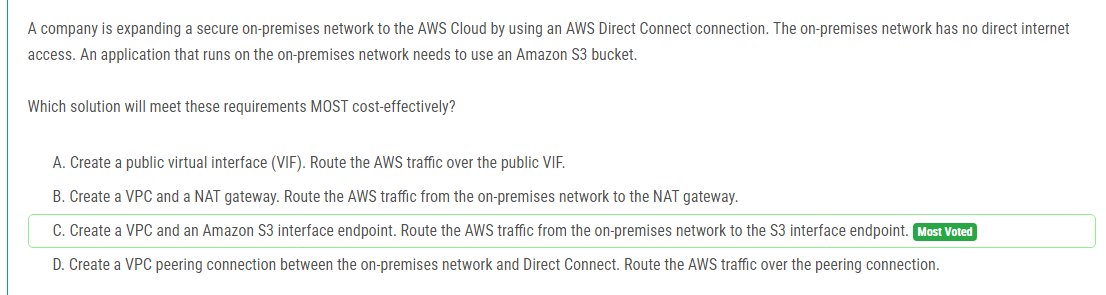 A company is expanding a secure on-premises network to the AWS Cloud by using an AWS Direct Connect connection. The on-premises network has no direct internet
access. An application that runs on the on-premises network needs to use an Amazon S3 bucket.
Which solution will meet these requirements MOST cost-effectively?
A. Create a public virtual interface (VIF). Route the AWS traffic over the public VIF.
B. Create a VPC and a NAT gateway. Route the AWS traffic from the on-premises network to the NAT gateway.
C. Create a VPC and an Amazon S3 interface endpoint. Route the AWS traffic from the on-premises network to the S3 interface endpoint. Most Voted
D. Create a VPC peering connection between the on-premises network and Direct Connect. Route the AWS traffic over the peering connection.